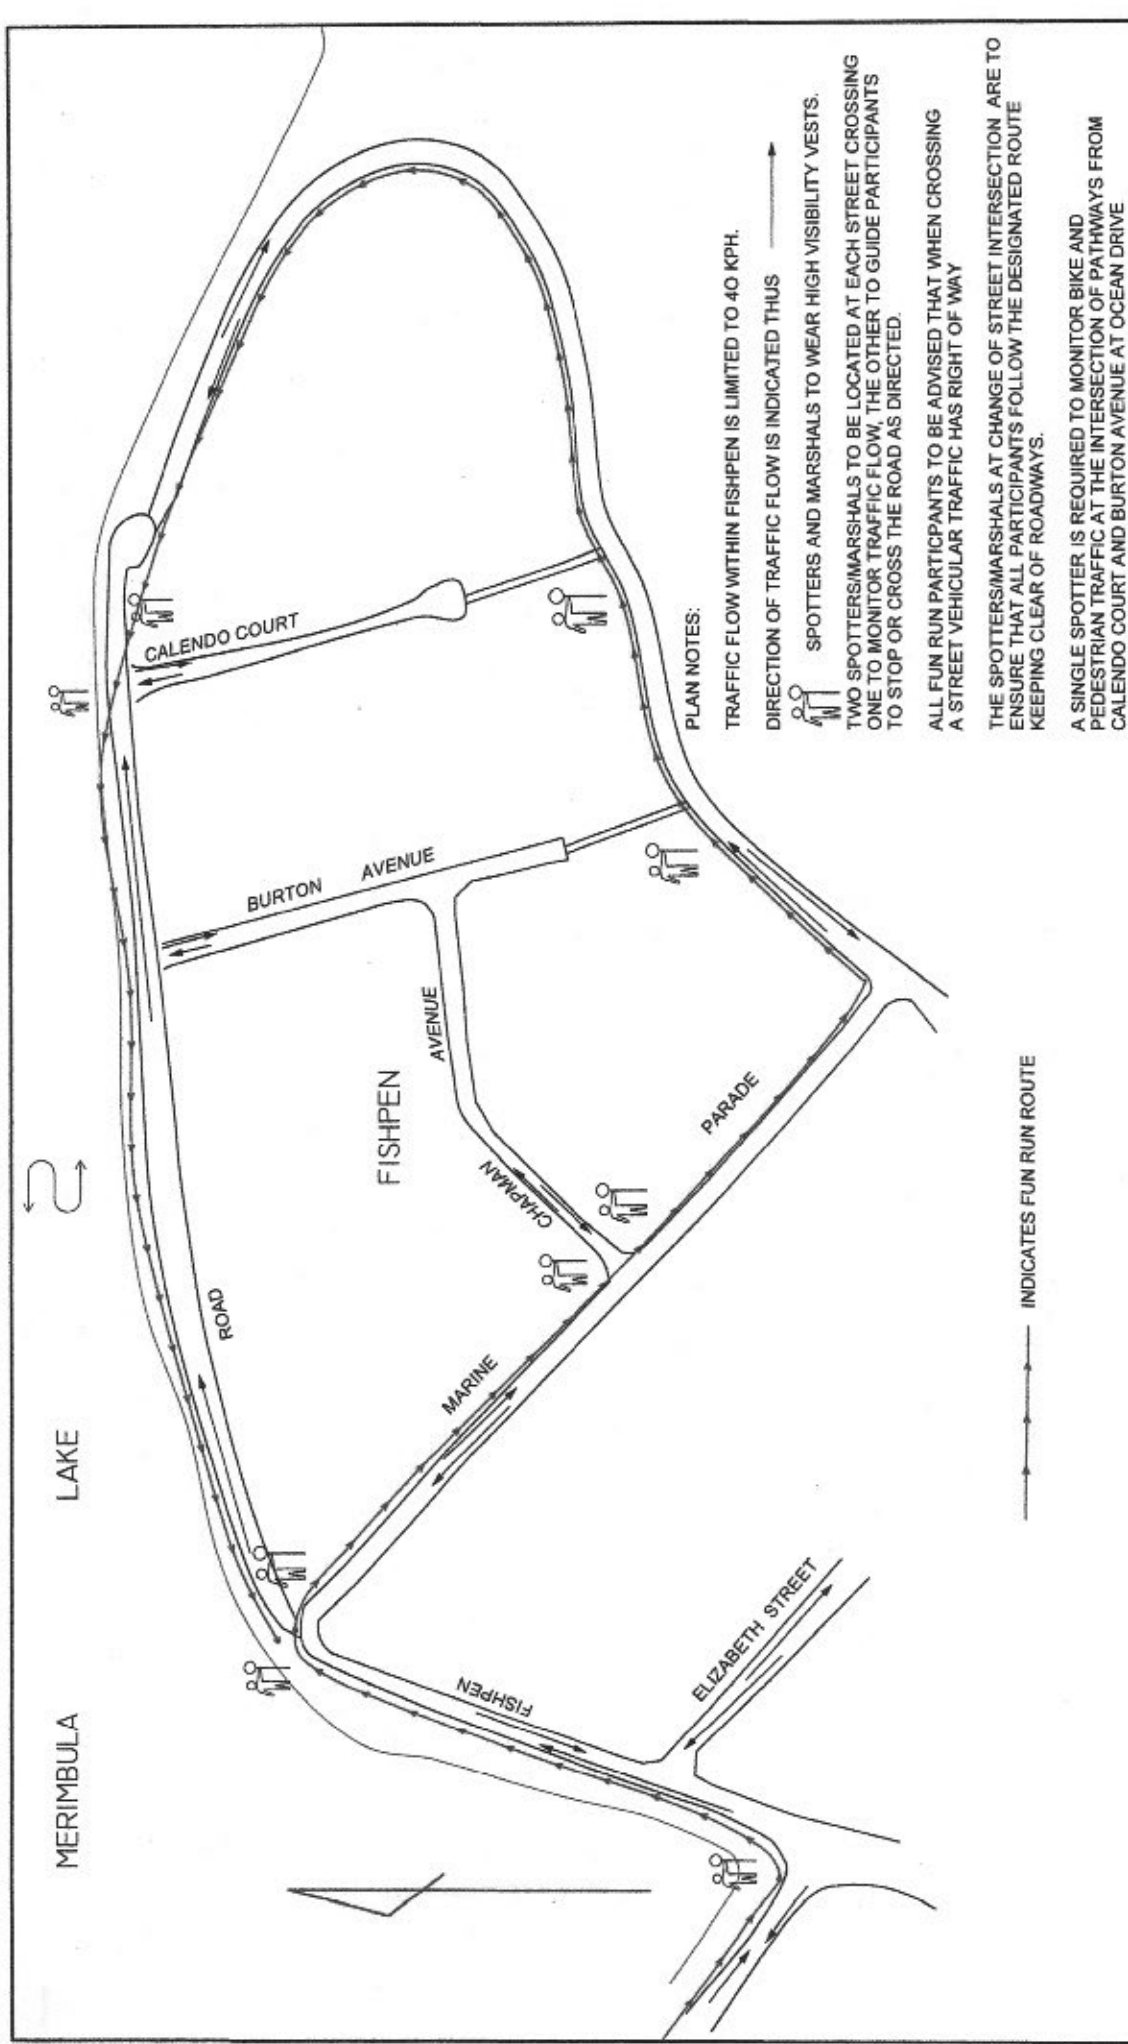 MERIMBULA
LAKE
ROAD
CALENDO COURT
BURTON AVENUE
AVENUE
CHAPMAN
FISHPEN
MARINE
PARADE
FISHPEN
ELIZABETH STREET
INDICATES FUN RUN ROUTE
PLAN NOTES:
TRAFFIC FLOW WITHIN FISHPEN IS LIMITED TO 40 KPH.
DIRECTION OF TRAFFIC FLOW IS INDICATED THUS
SPOTTERS AND MARSHALS TO WEAR HIGH VISIBILITY VESTS.
TWO SPOTTERS/MARSHALS TO BE LOCATED AT EACH STREET CROSSING
ONE TO MONITOR TRAFFIC FLOW, THE OTHER TO GUIDE PARTICIPANTS
TO STOP OR CROSS THE ROAD AS DIRECTED.
ALL FUN RUN PARTICPANTS TO BE ADVISED THAT WHEN CROSSING
A STREET VEHICULAR TRAFFIC HAS RIGHT OF WAY
THE SPOTTERS/MARSHALS AT CHANGE OF STREET INTERSECTION ARE TO
ENSURE THAT ALL PARTICIPANTS FOLLOW THE DESIGNATED ROUTE
KEEPING CLEAR OF ROADWAYS.
A SINGLE SPOTTER IS REQUIRED TO MONITOR BIKE AND
PEDESTRIAN TRAFFIC AT THE INTERSECTION OF PATHWAYS FROM
CALENDO COURT AND BURTON AVENUE AT OCEAN DRIVE